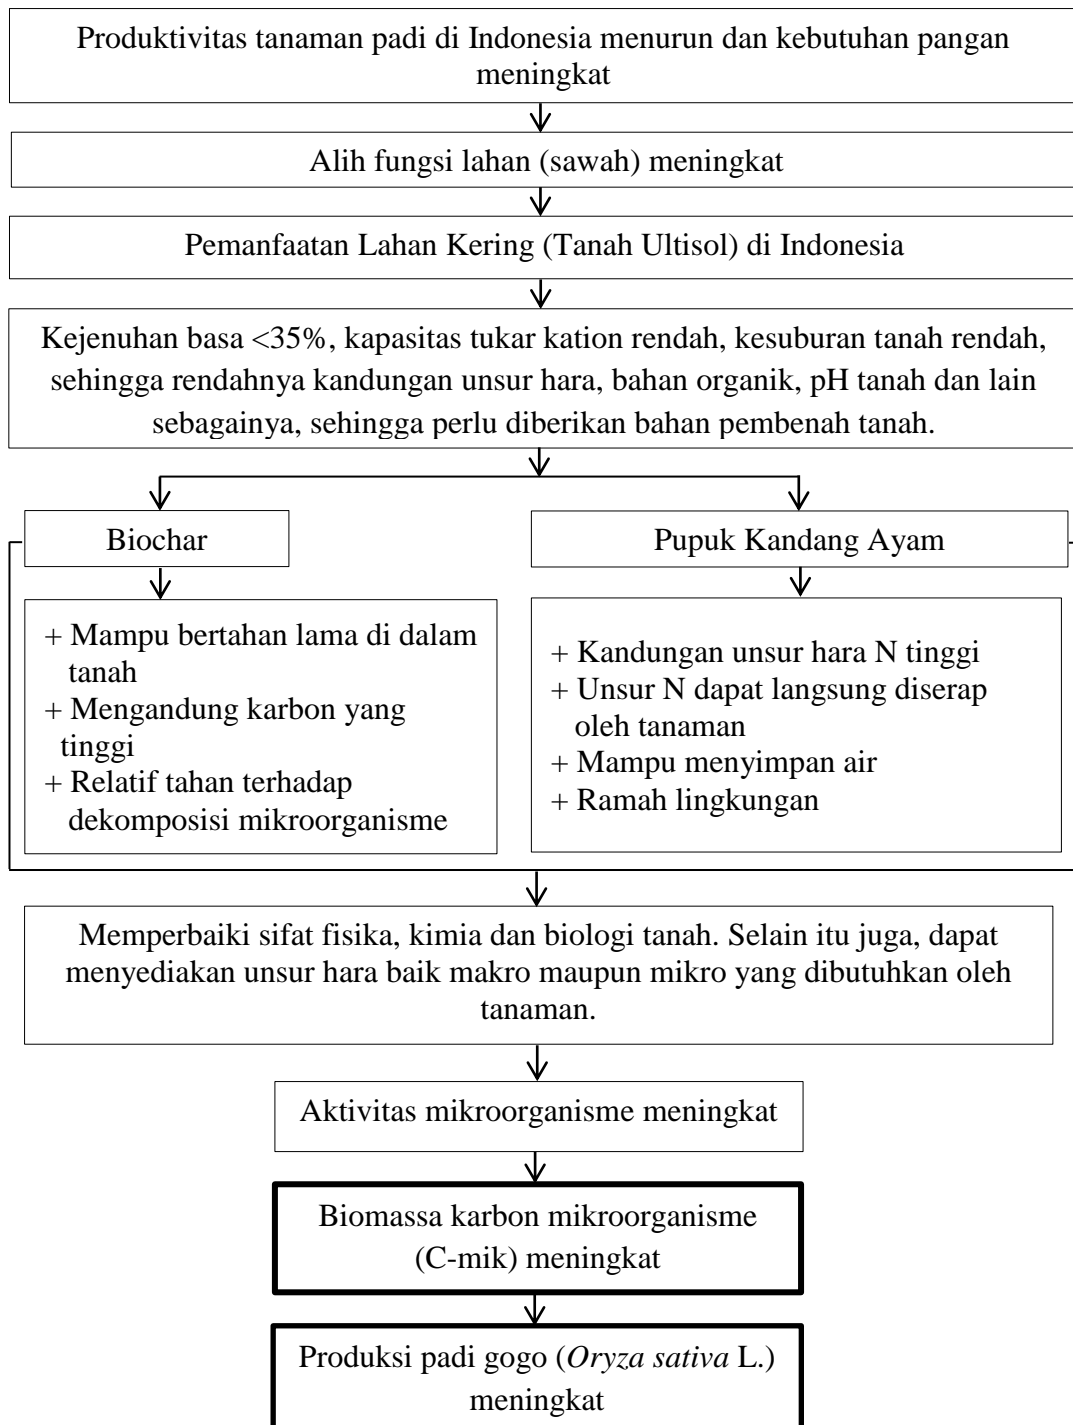 Produktivitas tanaman padi di Indonesia menurun dan kebutuhan pangan
meningkat
Alih fungsi lahan (sawah) meningkat
Pemanfaatan Lahan Kering (Tanah Ultisol) di Indonesia
Kejenuhan basa <35%, kapasitas tukar kation rendah, kesuburan tanah rendah,
sehingga rendahnya kandungan unsur hara, bahan organik, pH tanah dan lain
sebagainya, sehingga perlu diberikan bahan pembenah tanah.
Biochar
+ Mampu bertahan lama di dalam
tanah
+ Mengandung karbon yang
tinggi
+ Relatif tahan terhadap
dekomposisi mikroorganisme
Pupuk Kandang Ayam
+ Kandungan unsur hara N tinggi
+ Unsur N dapat langsung diserap
oleh tanaman
+ Mampu menyimpan air
+ Ramah lingkungan
Memperbaiki sifat fisika, kimia dan biologi tanah. Selain itu juga, dapat
menyediakan unsur hara baik makro maupun mikro yang dibutuhkan oleh
tanaman.
Aktivitas mikroorganisme meningkat
Biomassa karbon mikroorganisme
(C-mik) meningkat
Produksi padi gogo (Oryza sativa L.)
meningkat